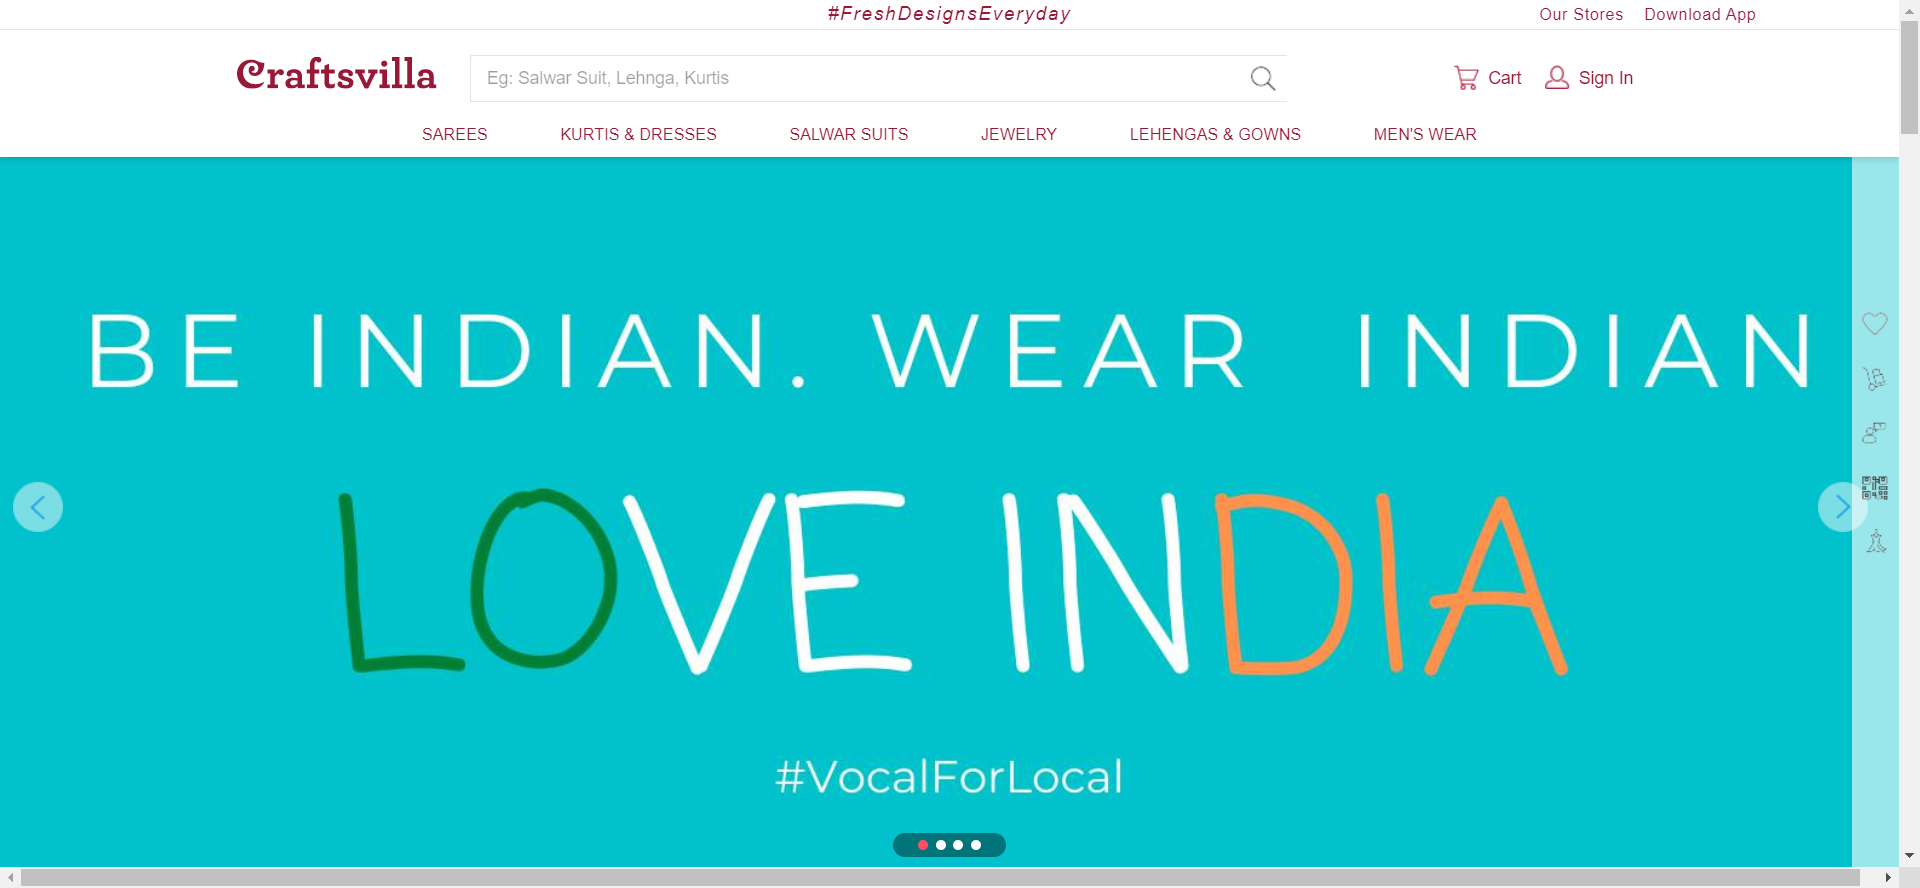 #FreshDesignsEveryday
Our Stores
Download App
Craftsvilla
Eg: Salwar Suit, Lehnga, Kurtis
Cart
Sign In
SAREES
KURTIS & DRESSES
SALWAR SUITS
JEWELRY
LEHENGAS & GOWNS
MEN'S WEAR
BE INDIAN. WEAR INDIAN
LOVE INDIA
#VocalForLocal